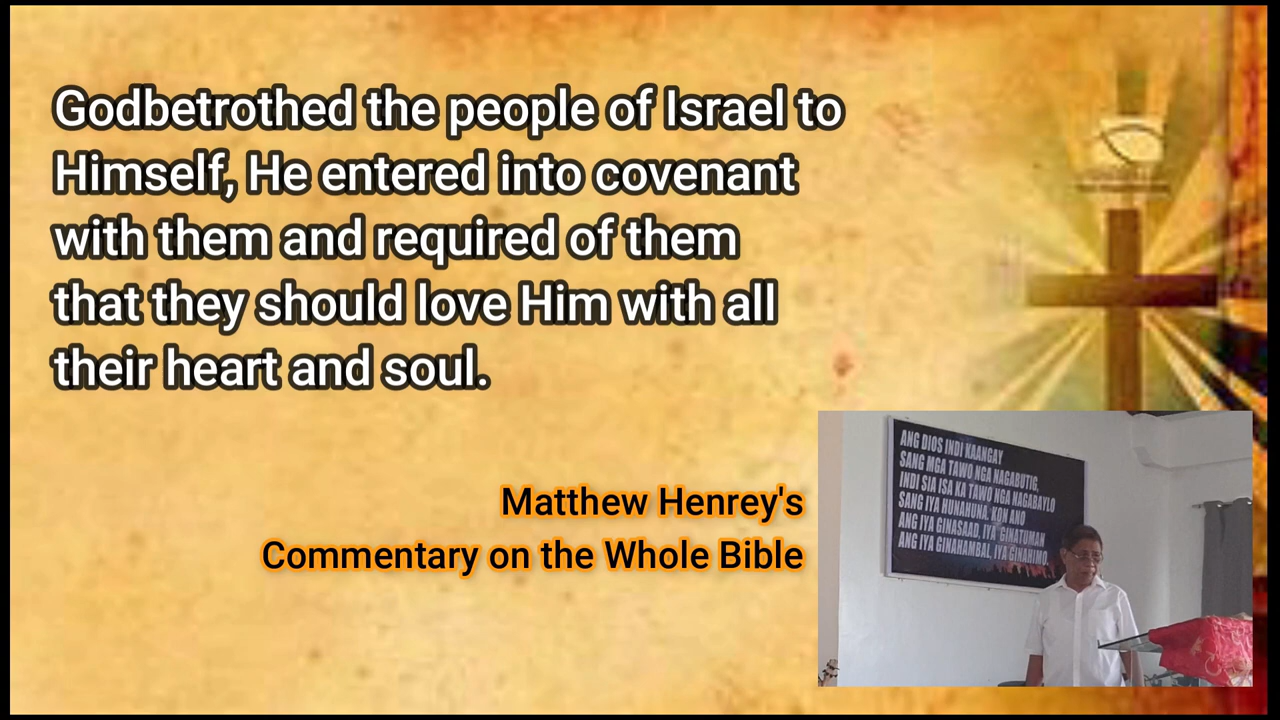 Godbetrothed the people of Israel to
Himself, He entered into covenant
with them and required of them
that they should love Him with all
their heart and soul.
Matthew Henrey's
Commentary on the Whole Bible
ANG DIOS INDI KAANGAY
SANG MGA TAWO NGA NAGABUTIG,
INDI SIA ISA KA TAWO NGA NAGABAYLO
SANG IYA HUNAHUNA. KON ANO
ANG IYA GINASAAD, IYA GINATUMAN
ANG IYA GINAHAMBAL, IYA GINAHIMO.